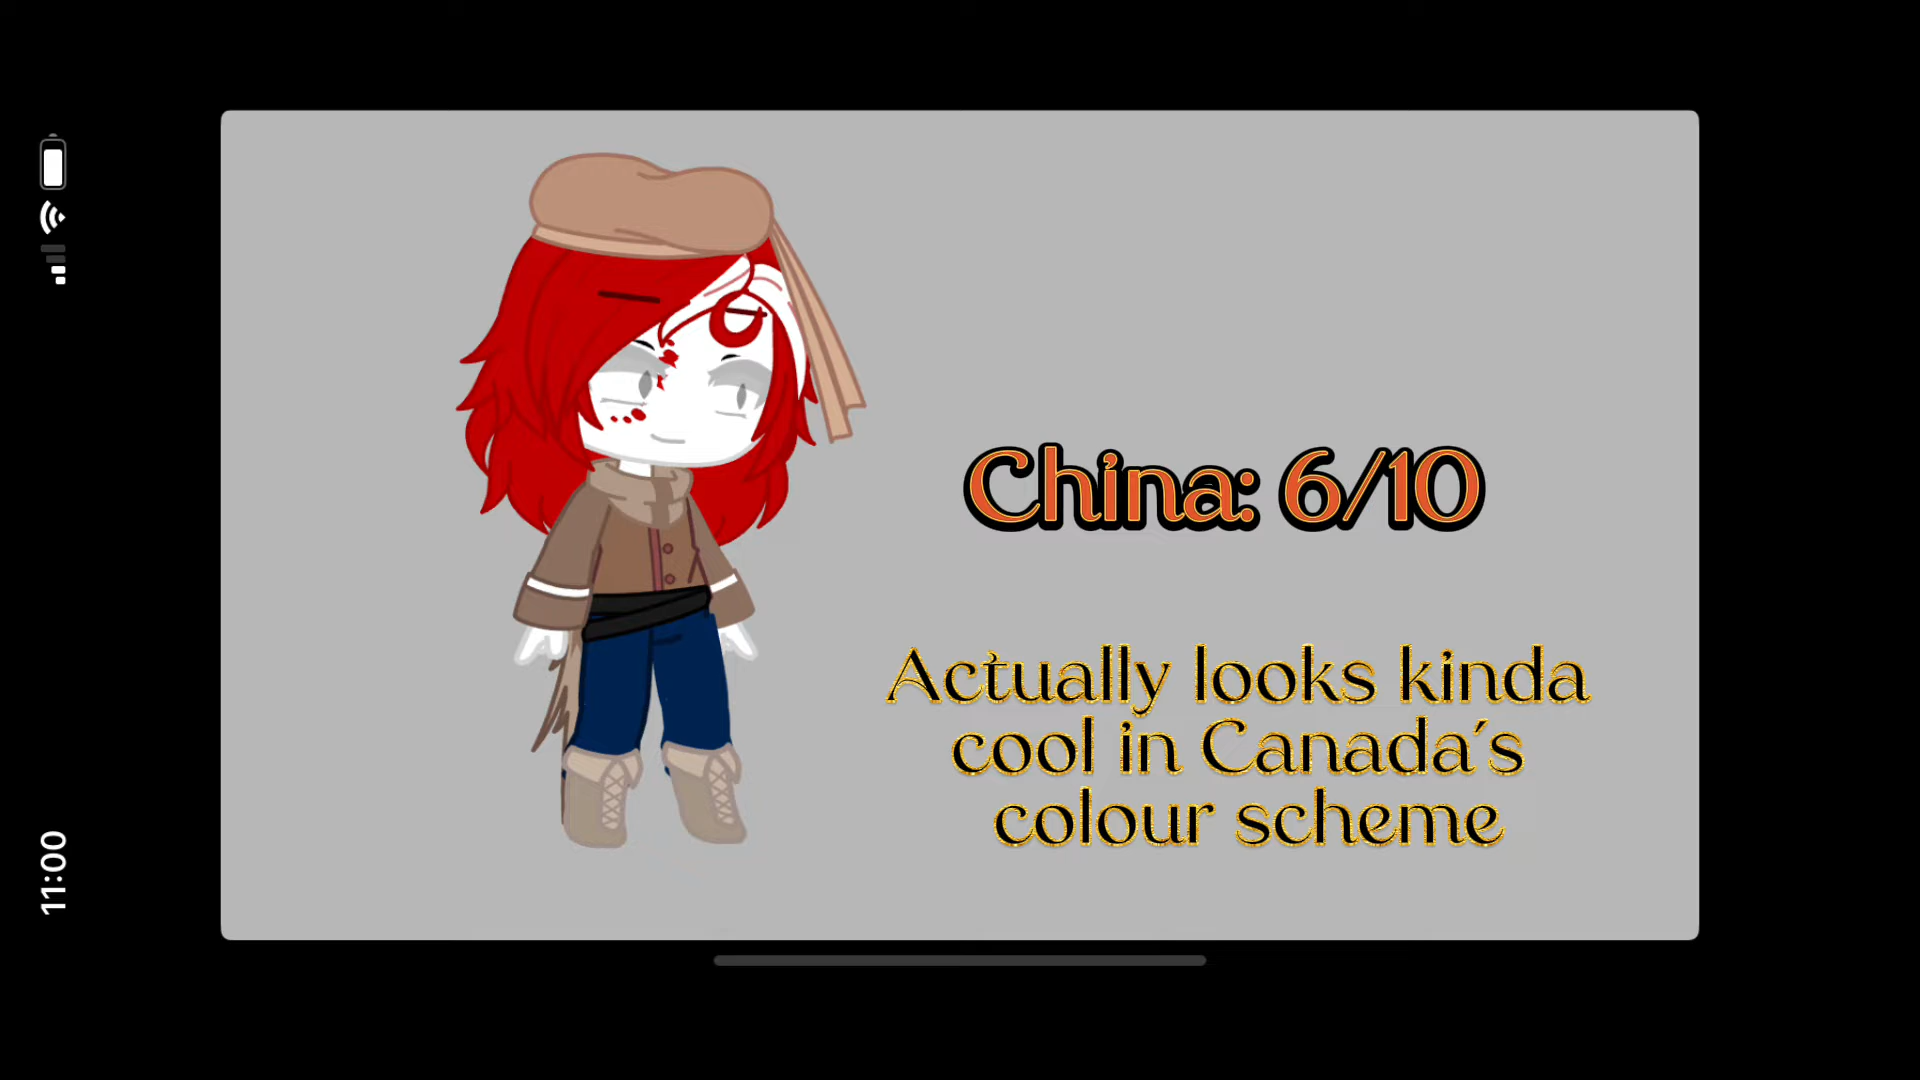 11:00
China: 6/10
Actually looks kinda
cool in Canada's
colour scheme